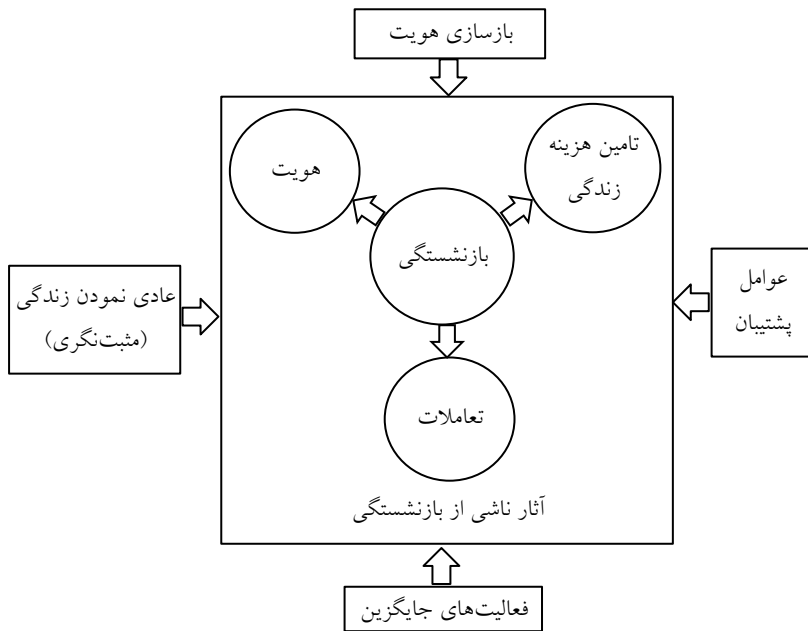 بازسازی هویت
هویت
تامین هزینه
زندگی
بازنشستگی
عوامل
پشتیبان
عادی نمودن زندگی
(مثبت‌نگری)
تعاملات
آثار ناشی از بازنشستگی
فعالیت‌های جایگزین